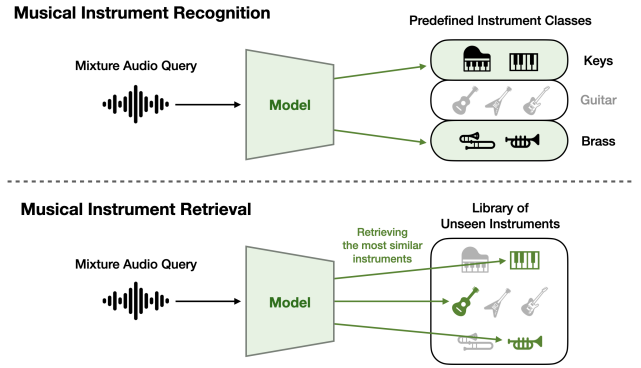 Musical Instrument Recognition
Predefined Instrument Classes
Mixture Audio Query
Model
Keys
Guitar
Brass
Musical Instrument Retrieval
Library of
Unseen Instruments
Retrieving
the most similar
instruments
Mixture Audio Query
Model